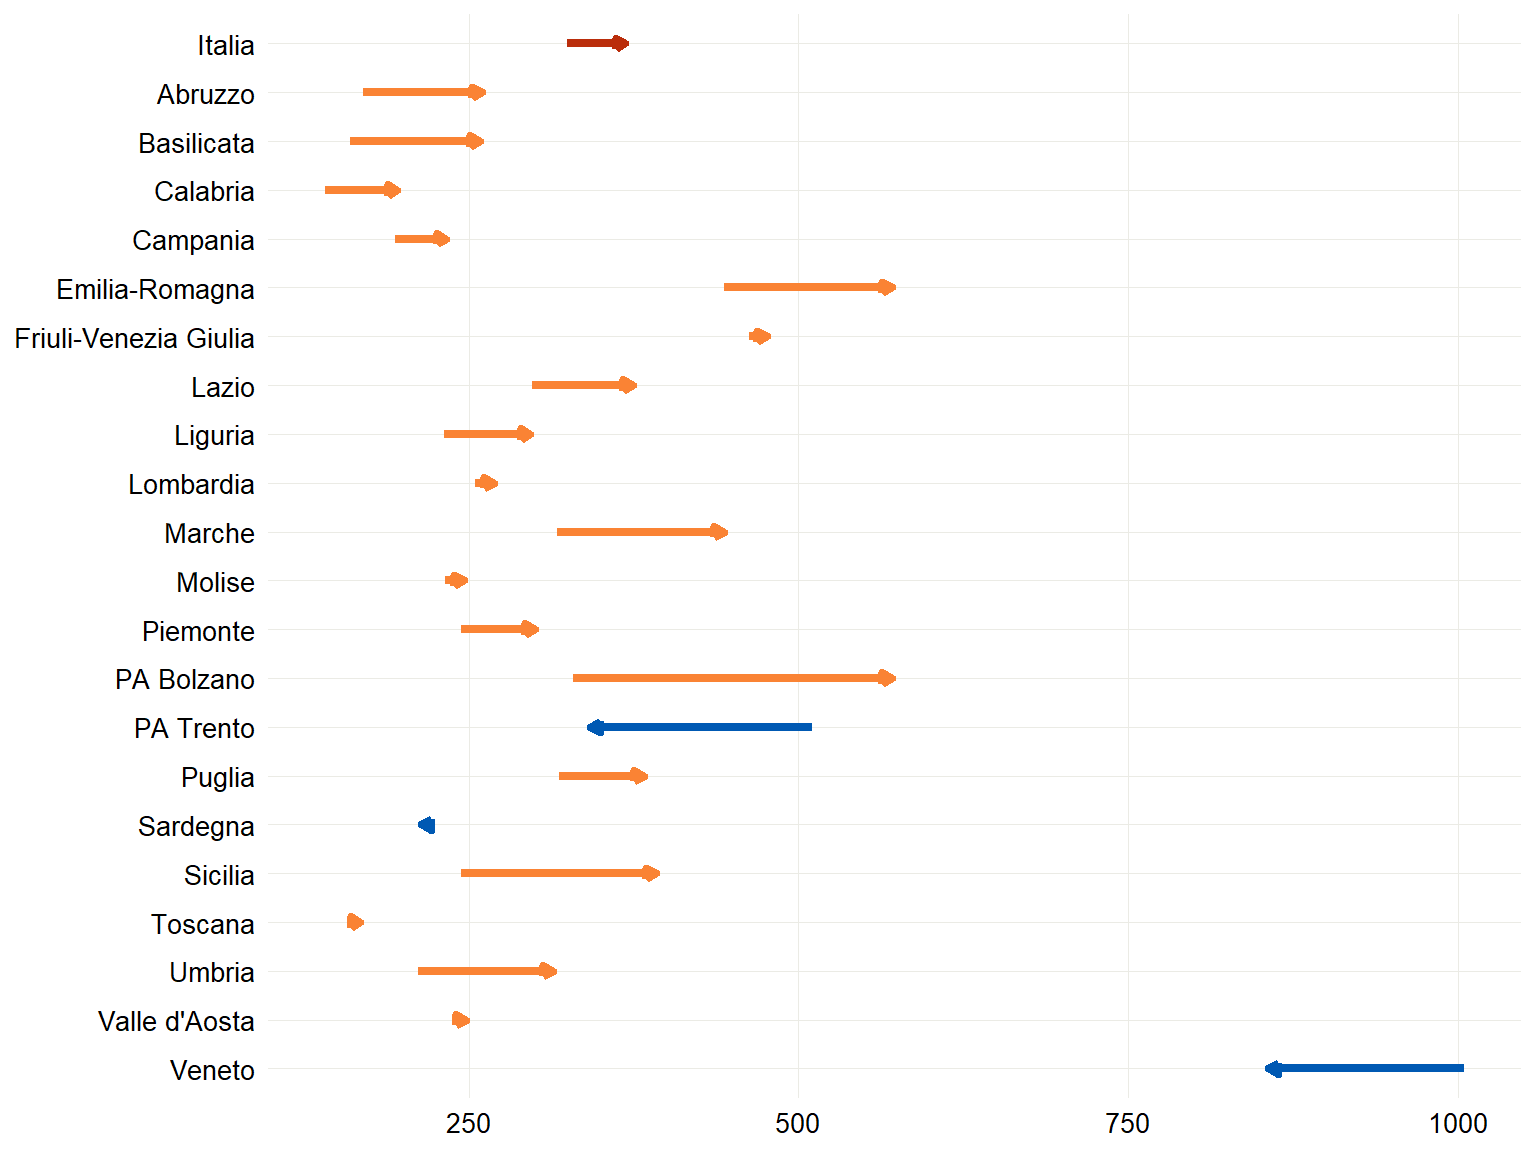 Italia
Abruzzo
Basilicata
Calabria
Campania
Emilia-Romagna
Friuli-Venezia Giulia
Lazio
Liguria
Lombardia
Marche
Molise
Piemonte
PA Bolzano
PA Trento
Puglia
Sardegna
Sicilia
Toscana
Umbria
Valle d'Aosta
Veneto
250 500 750 1000